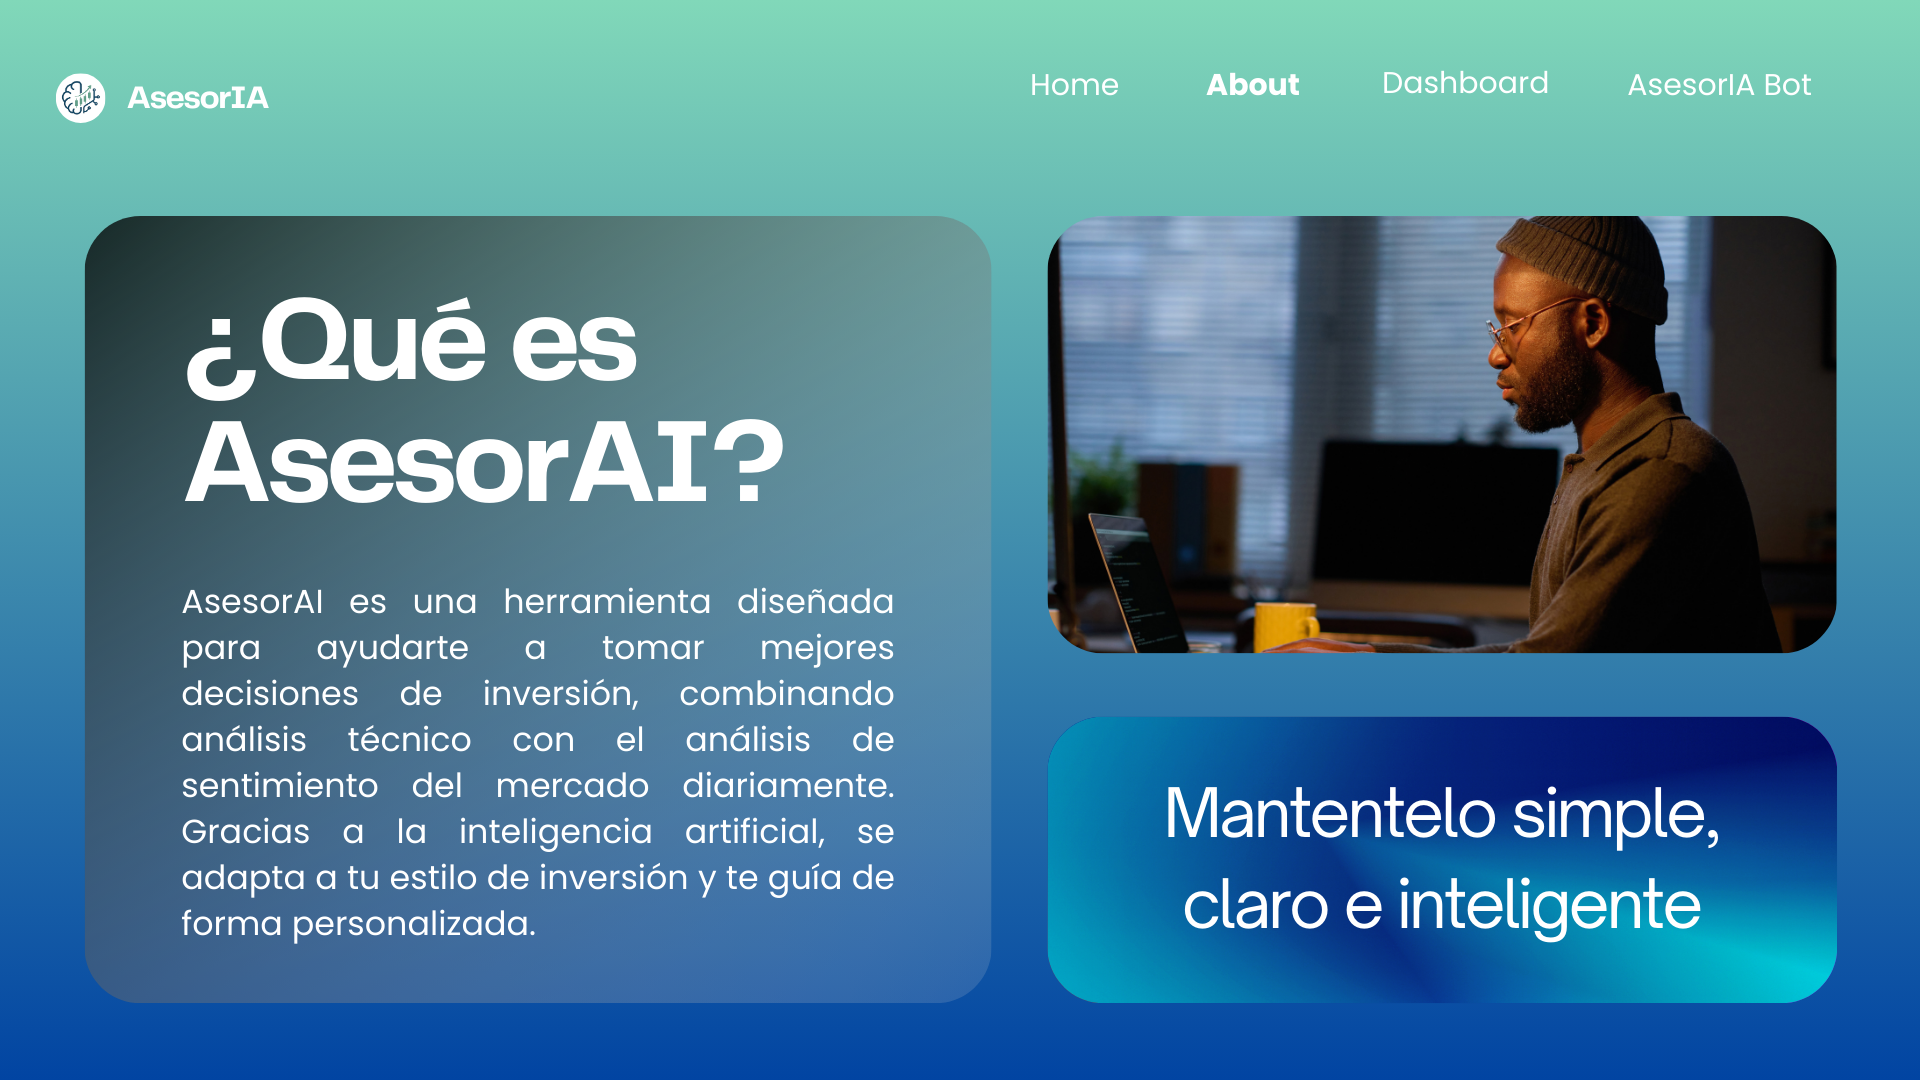 AsesorIA
Home
About
Dashboard
AsesorIA Bot
¿Qué es
AsesorAI?
AsesorAI es una herramienta diseñada
para ayudarte a tomar mejores
decisiones de inversión, combinando
análisis técnico con el análisis de
sentimiento del mercado diariamente.
Gracias a la inteligencia artificial, se
adapta a tu estilo de inversión y te guía de
forma personalizada.
Mantentelo simple,
claro e inteligente